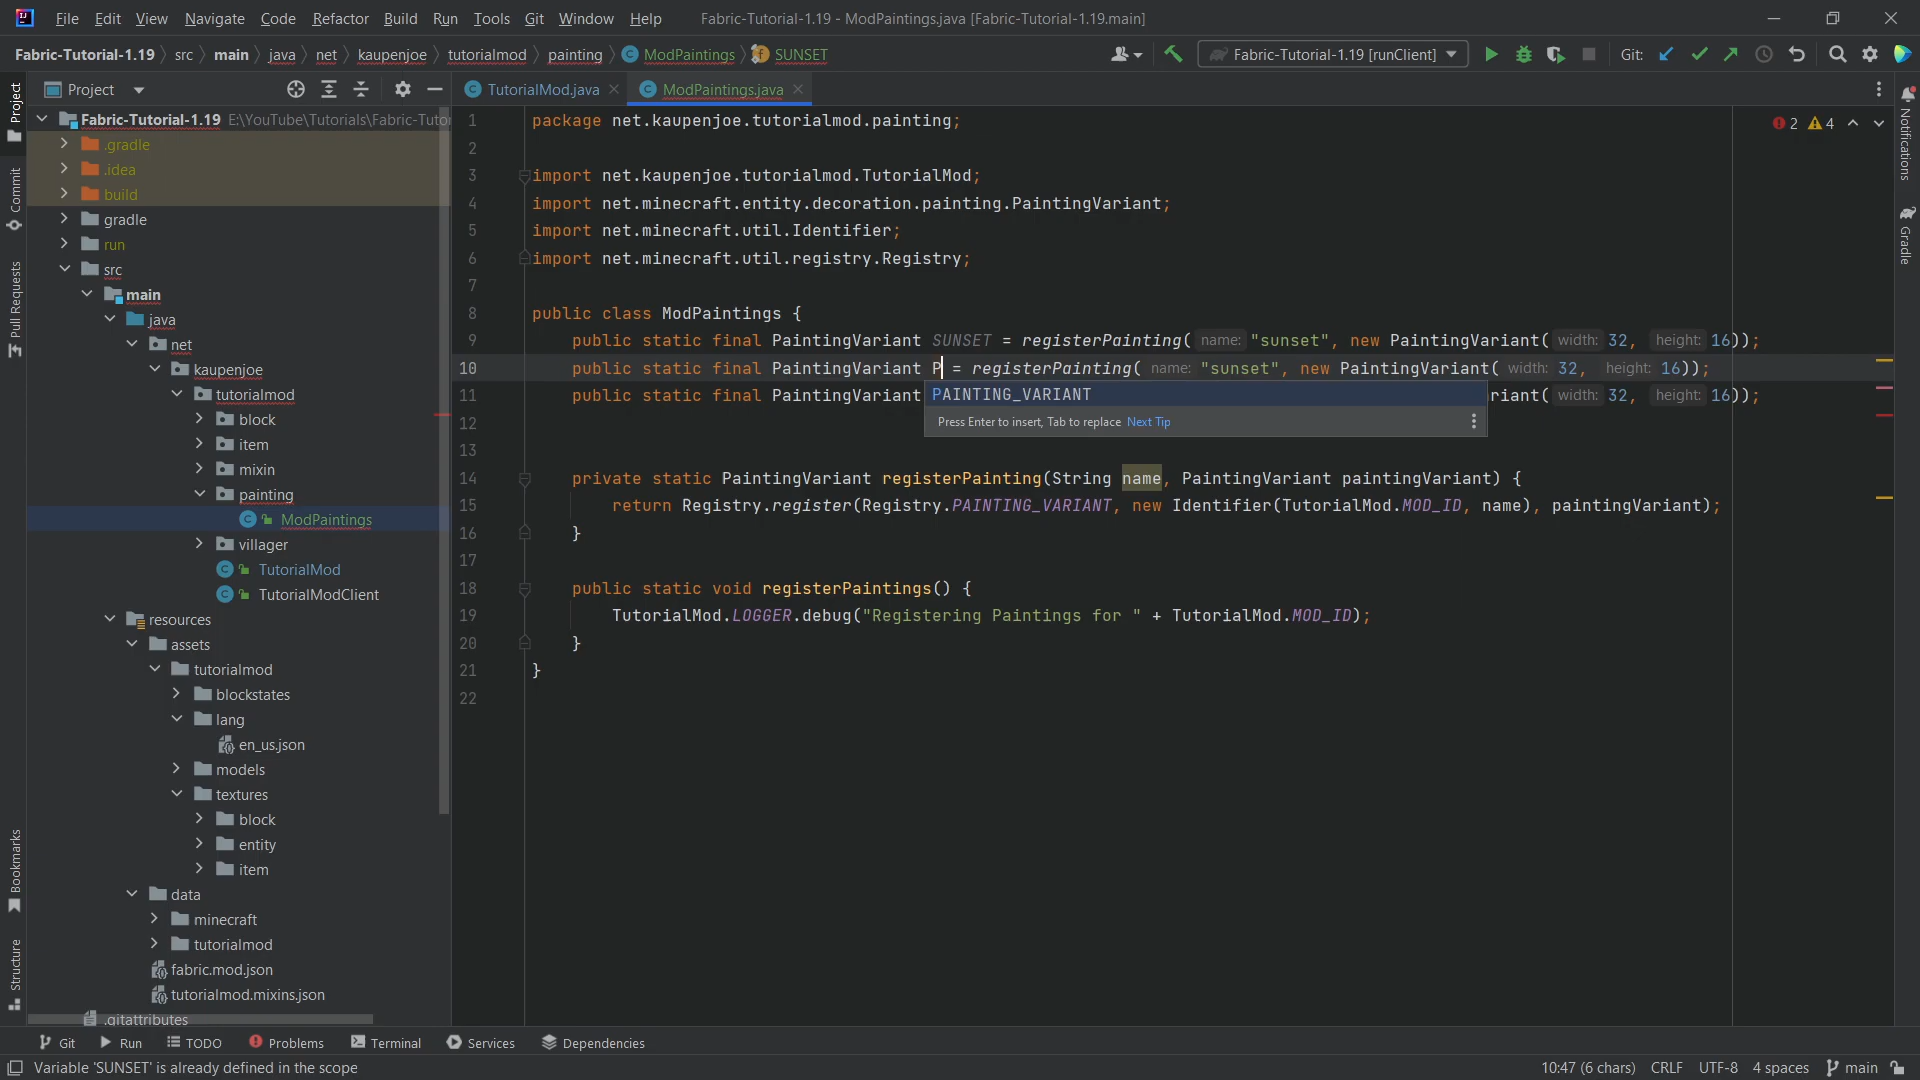 File Edit View Navigate Code Refactor Build Run Tools Git Window Help Fabric-Tutorial-1.19 - ModPaintings.java [Fabric-Tutorial-1.19.main]
Fabric-Tutorial-1.19 src main java net kaupenjoe tutorialmod painting ModPaintings SUNSET Fabric-Tutorial-1.19 [runClient] Git:
Project
TutorialMod.java ModPaintings.java
Fabric-Tutorial-1.19 E:\YouTube\Tutorials\Fabric-Tutor
.gradle
.idea
build
gradle
run
src
main
java
net
kaupenjoe
tutorialmod
block
item
mixin
painting
ModPaintings
villager
TutorialMod
TutorialModClient
resources
assets
tutorialmod
blockstates
lang
en_us.json
models
textures
block
entity
item
data
minecraft
tutorialmod
fabric.mod.json
tutorialmod.mixins.json
.gitattributes
Project
Commit
Pull Requests
Bookmarks
Structure
2 4
1 package net.kaupenjoe.tutorialmod.painting;
2
3 import net.kaupenjoe.tutorialmod.TutorialMod;
4 import net.minecraft.entity.decoration.painting.PaintingVariant;
5 import net.minecraft.util.Identifier;
6 import net.minecraft.util.registry.Registry;
7
8 public class ModPaintings {
9 public static final PaintingVariant SUNSET = registerPainting( name: "sunset", new PaintingVariant( width: 32, height: 16));
10 public static final PaintingVariant P = registerPainting( name: "sunset", new PaintingVariant( width: 32, height: 16));
11 public static final PaintingVariant riant( width: 32, height: 16));
PAINTING_VARIANT
Press Enter to insert, Tab to replace Next Tip
12
13
14 private static PaintingVariant registerPainting(String name, PaintingVariant paintingVariant) {
15 return Registry.register(Registry.PAINTING_VARIANT, new Identifier(TutorialMod.MOD_ID, name), paintingVariant);
16 }
17
18 public static void registerPaintings() {
19 TutorialMod.LOGGER.debug("Registering Paintings for " + TutorialMod.MOD_ID);
20 }
21 }
22
Notifications
Gradle
Git Run TODO Problems Terminal Services Dependencies
Variable 'SUNSET' is already defined in the scope 10:47 (6 chars) CRLF UTF-8 4 spaces main